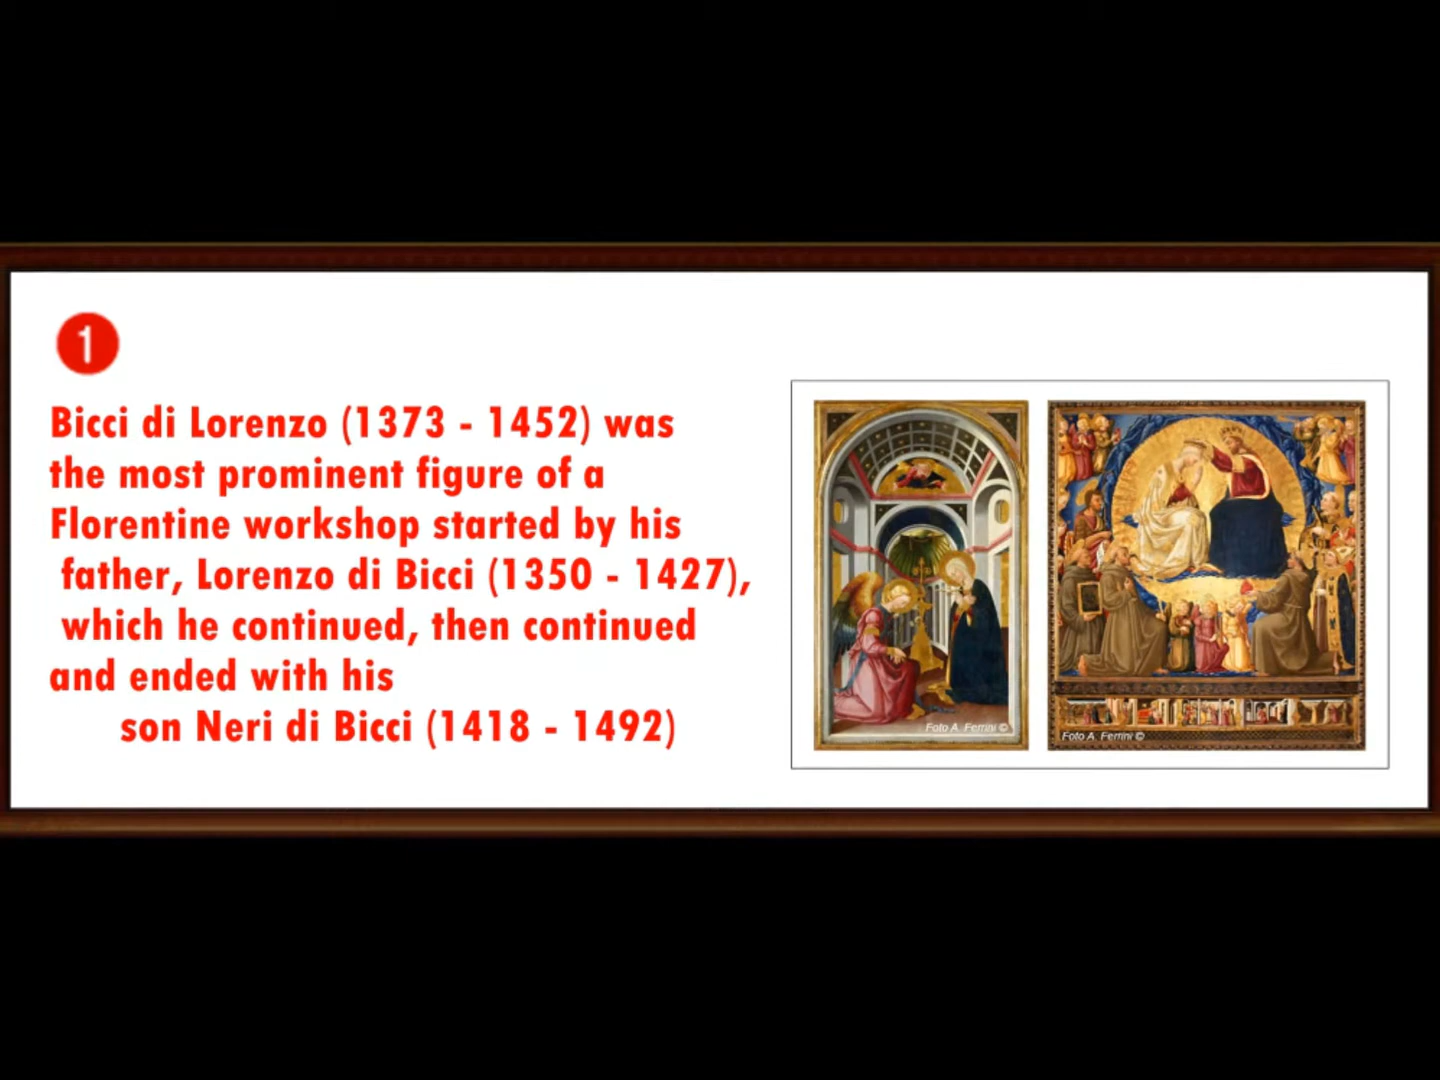 1
Bicci di Lorenzo (1373 - 1452) was
the most prominent figure of a
Florentine workshop started by his
father, Lorenzo di Bicci (1350 - 1427),
which he continued, then continued
and ended with his
son Neri di Bicci (1418 - 1492)
Foto A. Ferrini ©
Foto A. Ferrini ©